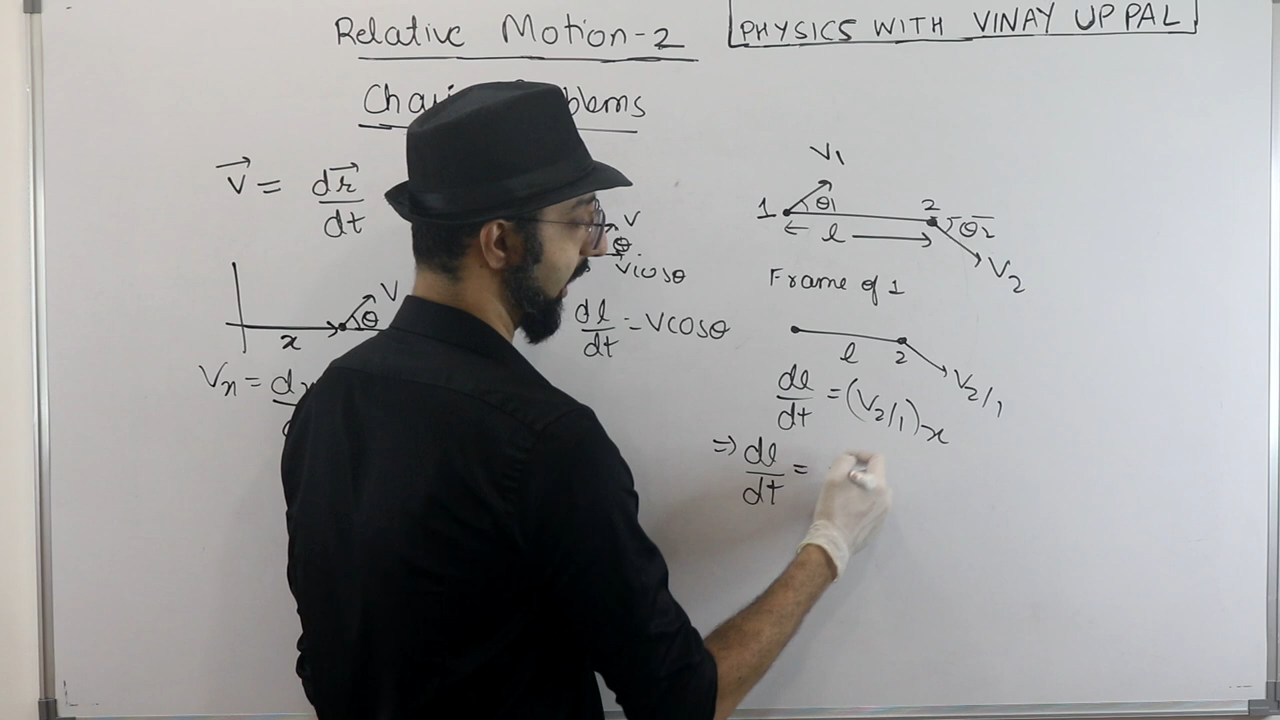 Relative Motion-2
PHYSICS WITH VINAY UPPAL
V⃗ = dr⃗/dt
x
V
θ
Vx =
V
θ
Vcosθ
dl/dt = Vcosθ
V1
1
θ1
2
θ2
l
V2
Frame of 1
l
2
V2/1
dl/dt = (V2/1)x
⇒ dl/dt =